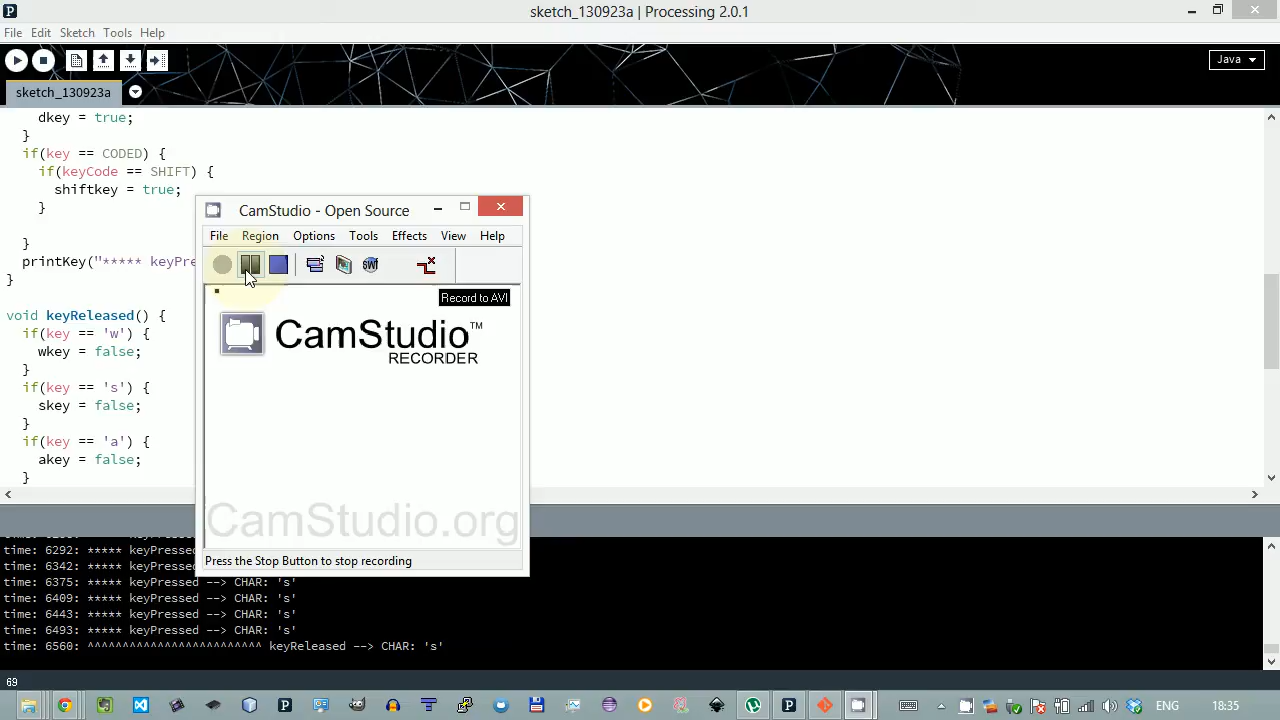 sketch_130923a | Processing 2.0.1
File Edit Sketch Tools Help
Java
sketch_130923a
dkey = true;
}
if(key == CODED) {
if(keyCode == SHIFT) {
shiftkey = true;
}
}
printKey("***** keyPre
}
void keyReleased() {
if(key == 'w') {
wkey = false;
}
if(key == 's') {
skey = false;
}
if(key == 'a') {
akey = false;
}
CamStudio - Open Source
File Region Options Tools Effects View Help
SWF
Record to AVI
CamStudio™
RECORDER
CamStudio.org
Press the Stop Button to stop recording
time: 6292: ***** keyPressed
time: 6342: ***** keyPressed
time: 6375: ***** keyPressed --> CHAR: 's'
time: 6409: ***** keyPressed --> CHAR: 's'
time: 6443: ***** keyPressed --> CHAR: 's'
time: 6493: ***** keyPressed --> CHAR: 's'
time: 6560: ^^^^^^^^^^^^^^^^^^^^^^^^^ keyReleased --> CHAR: 's'
69
ENG 18:35